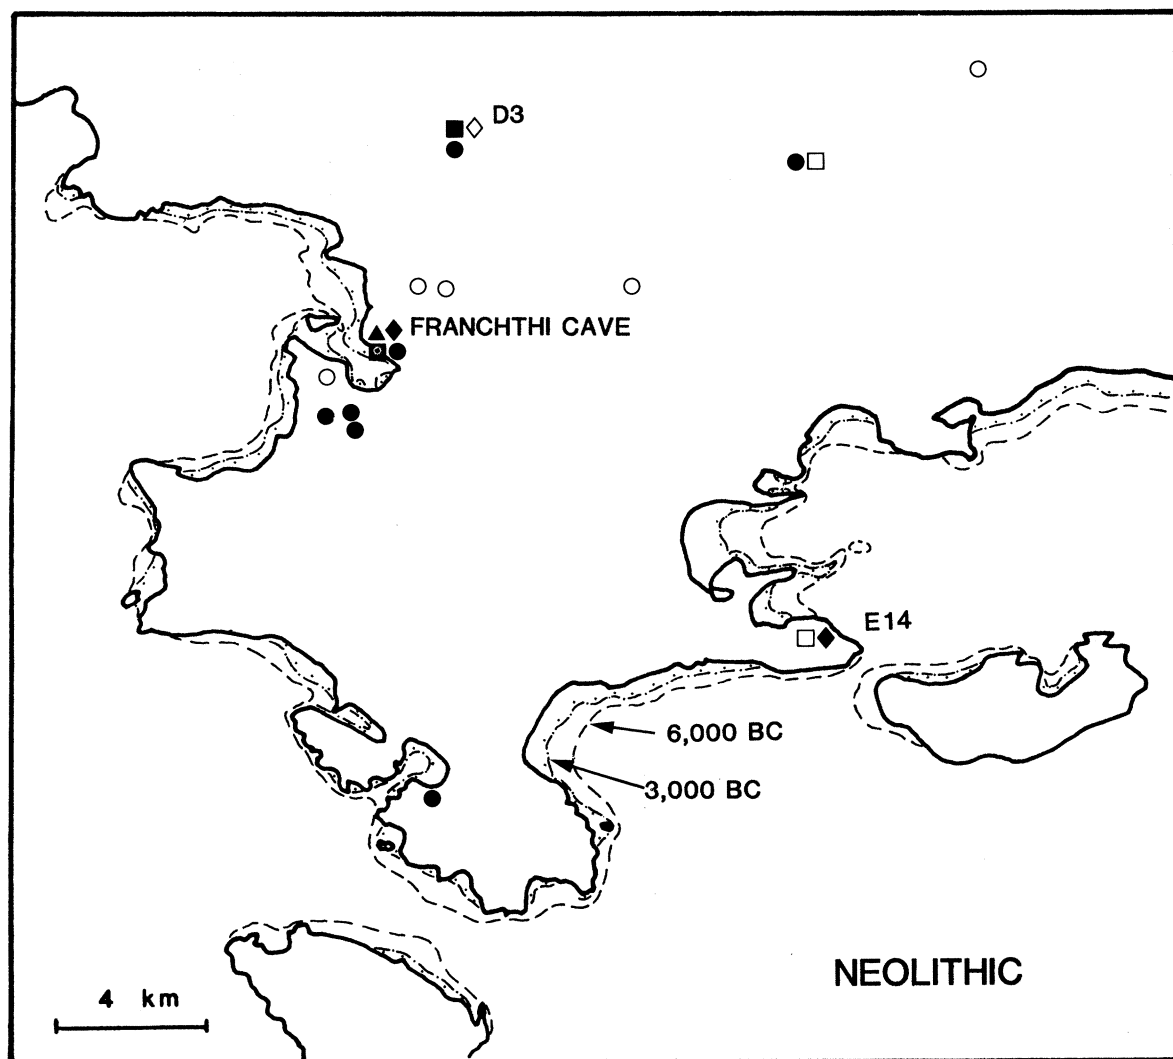 D3
FRANCHTHI CAVE
E14
6,000 BC
3,000 BC
NEOLITHIC
4 km